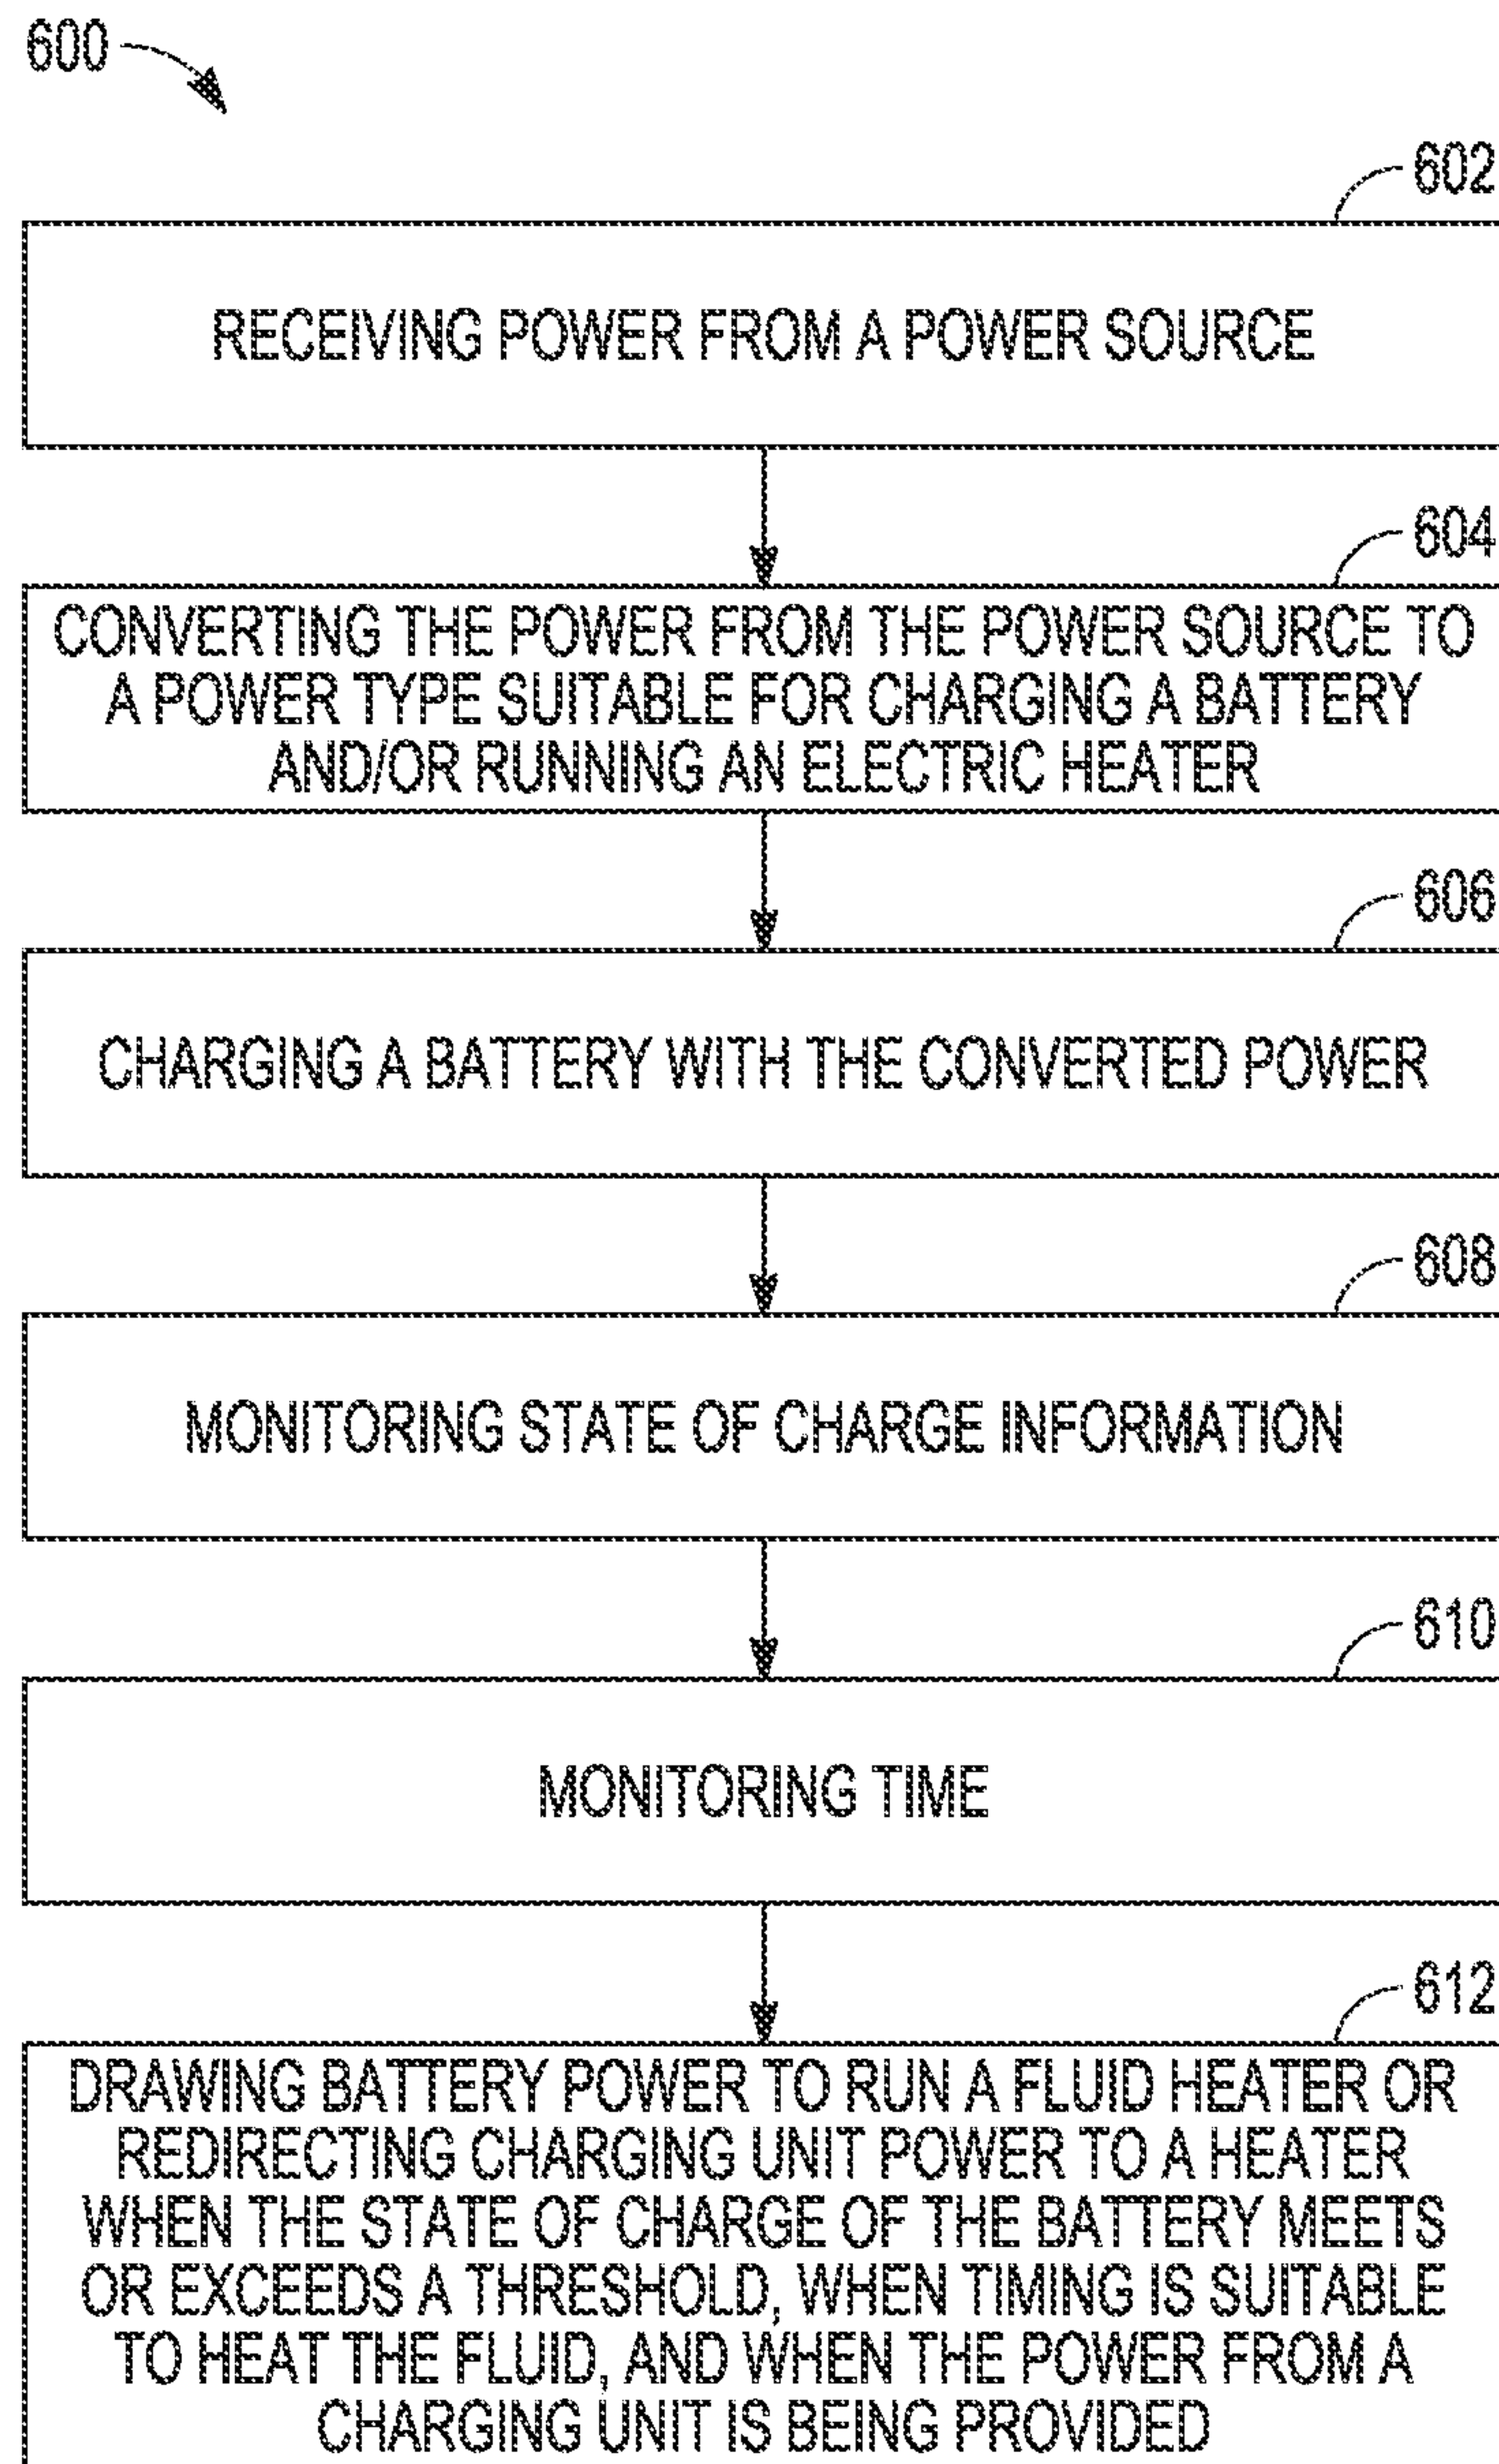 600
602
RECEIVING POWER FROM A POWER SOURCE
604
CONVERTING THE POWER FROM THE POWER SOURCE TO
A POWER TYPE SUITABLE FOR CHARGING A BATTERY
AND/OR RUNNING AN ELECTRIC HEATER
606
CHARGING A BATTERY WITH THE CONVERTED POWER
608
MONITORING STATE OF CHARGE INFORMATION
610
MONITORING TIME
612
DRAWING BATTERY POWER TO RUN A FLUID HEATER OR
REDIRECTING CHARGING UNIT POWER TO A HEATER
WHEN THE STATE OF CHARGE OF THE BATTERY MEETS
OR EXCEEDS A THRESHOLD, WHEN TIMING IS SUITABLE
TO HEAT THE FLUID, AND WHEN THE POWER FROM A
CHARGING UNIT IS BEING PROVIDED